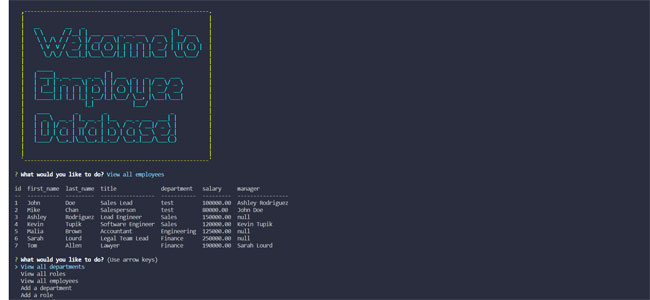 Welcome to
Employee
Database!
? What would you like to do? View all employees
id first_name last_name title department salary manager
1 John Doe Sales Lead test 100000.00 Ashley Rodriguez
2 Mike Chan Salesperson test 80000.00 John Doe
3 Ashley Rodriguez Lead Engineer Sales 150000.00 null
4 Kevin Tupik Software Engineer Sales 120000.00 Kevin Tupik
5 Malia Brown Accountant Engineering 125000.00 null
6 Sarah Lourd Legal Team Lead Finance 250000.00 null
7 Tom Allen Lawyer Finance 190000.00 Sarah Lourd
? What would you like to do? (Use arrow keys)
> View all departments
View all roles
View all employees
Add a department
Add a role